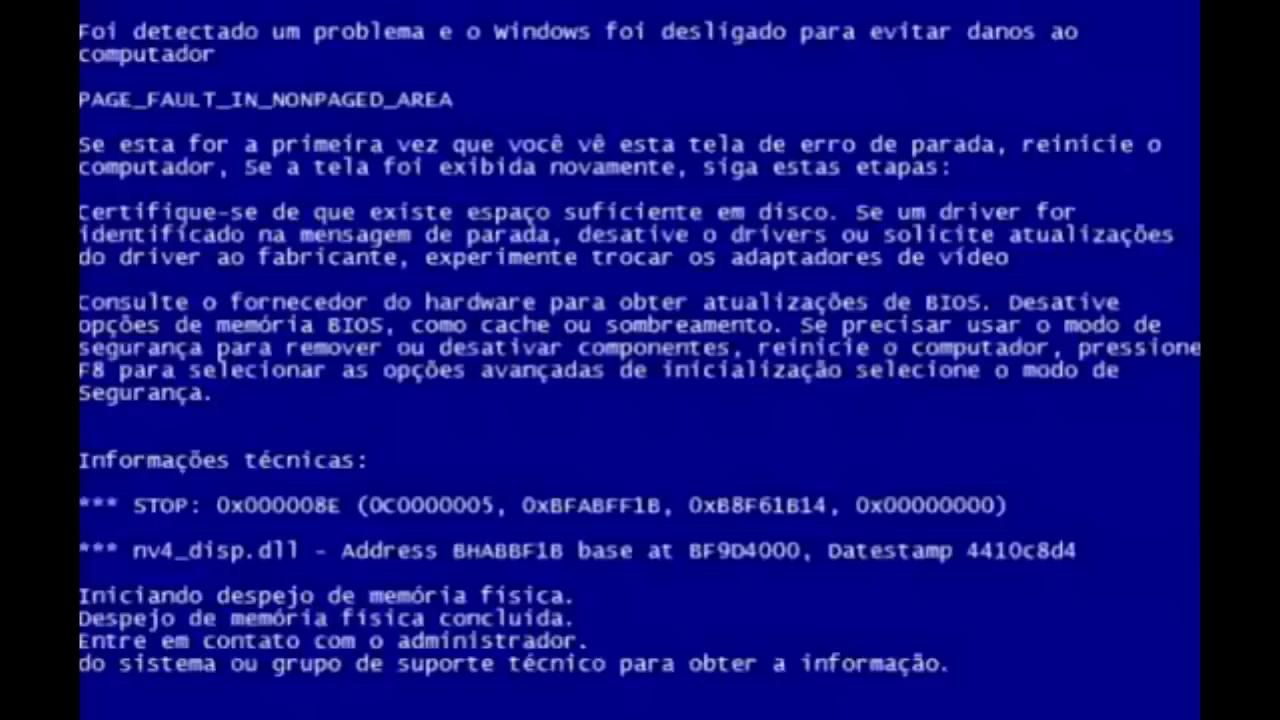 Foi detectado um problema e o Windows foi desligado para evitar danos ao
computador
PAGE_FAULT_IN_NONPAGED_AREA
Se esta for a primeira vez que você vê esta tela de erro de parada, reinicie o
computador, Se a tela foi exibida novamente, siga estas etapas:
Certifique-se de que existe espaço suficiente em disco. Se um driver for
identificado na mensagem de parada, desative o drivers ou solicite atualizações
do driver ao fabricante, experimente trocar os adaptadores de vídeo
Consulte o fornecedor do hardware para obter atualizações de BIOS. Desative
opções de memória BIOS, como cache ou sombreamento. Se precisar usar o modo de
segurança para remover ou desativar componentes, reinicie o computador, pressione
F8 para selecionar as opções avançadas de inicialização selecione o modo de
Segurança.
Informações técnicas:
*** STOP: 0x000008E (0C0000005, 0xBFABFF1B, 0xB8F61B14, 0x00000000)
*** nv4_disp.dll - Address BHABBF1B base at BF9D4000, Datestamp 4410c8d4
Iniciando despejo de memória física.
Despejo de memória física concluída.
Entre em contato com o administrador.
do sistema ou grupo de suporte técnico para obter a informação.